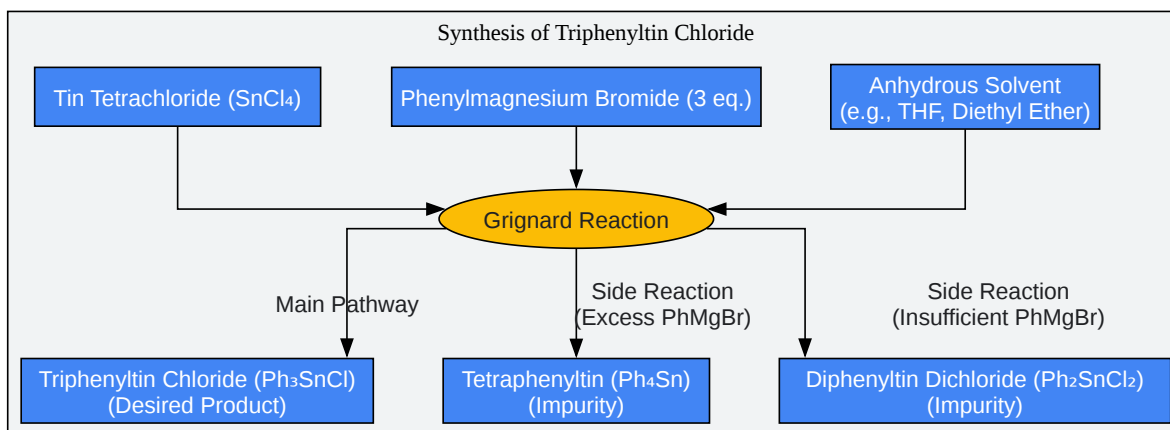 Synthesis of Triphenyltin Chloride
Tin Tetrachloride (SnCl₄)
Phenylmagnesium Bromide (3 eq.)
Anhydrous Solvent
(e.g., THF, Diethyl Ether)
Grignard Reaction
Main Pathway
Side Reaction
(Excess PhMgBr)
Side Reaction
(Insufficient PhMgBr)
Triphenyltin Chloride (Ph₃SnCl)
(Desired Product)
Tetraphenyltin (Ph₄Sn)
(Impurity)
Diphenyltin Dichloride (Ph₂SnCl₂)
(Impurity)